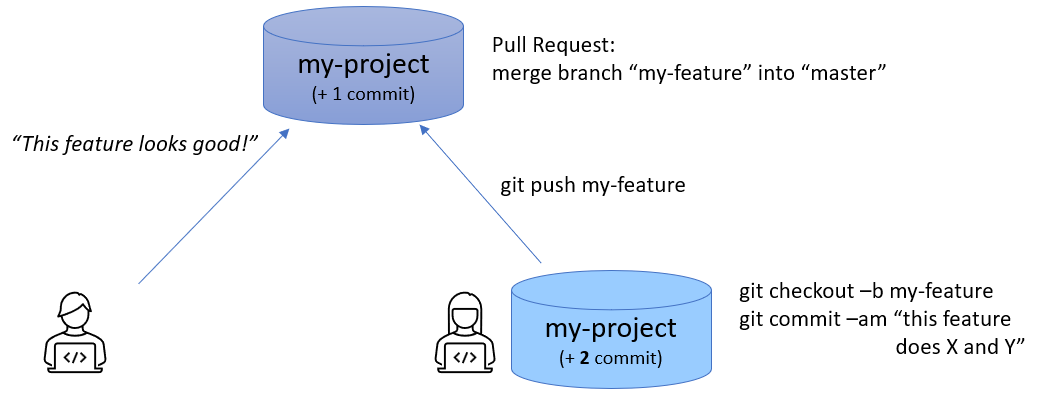 my-project
(+ 1 commit)
Pull Request:
merge branch “my-feature” into “master”
“This feature looks good!”
git push my-feature
</>
</>
my-project
(+ 2 commit)
git checkout –b my-feature
git commit –am “this feature
does X and Y”